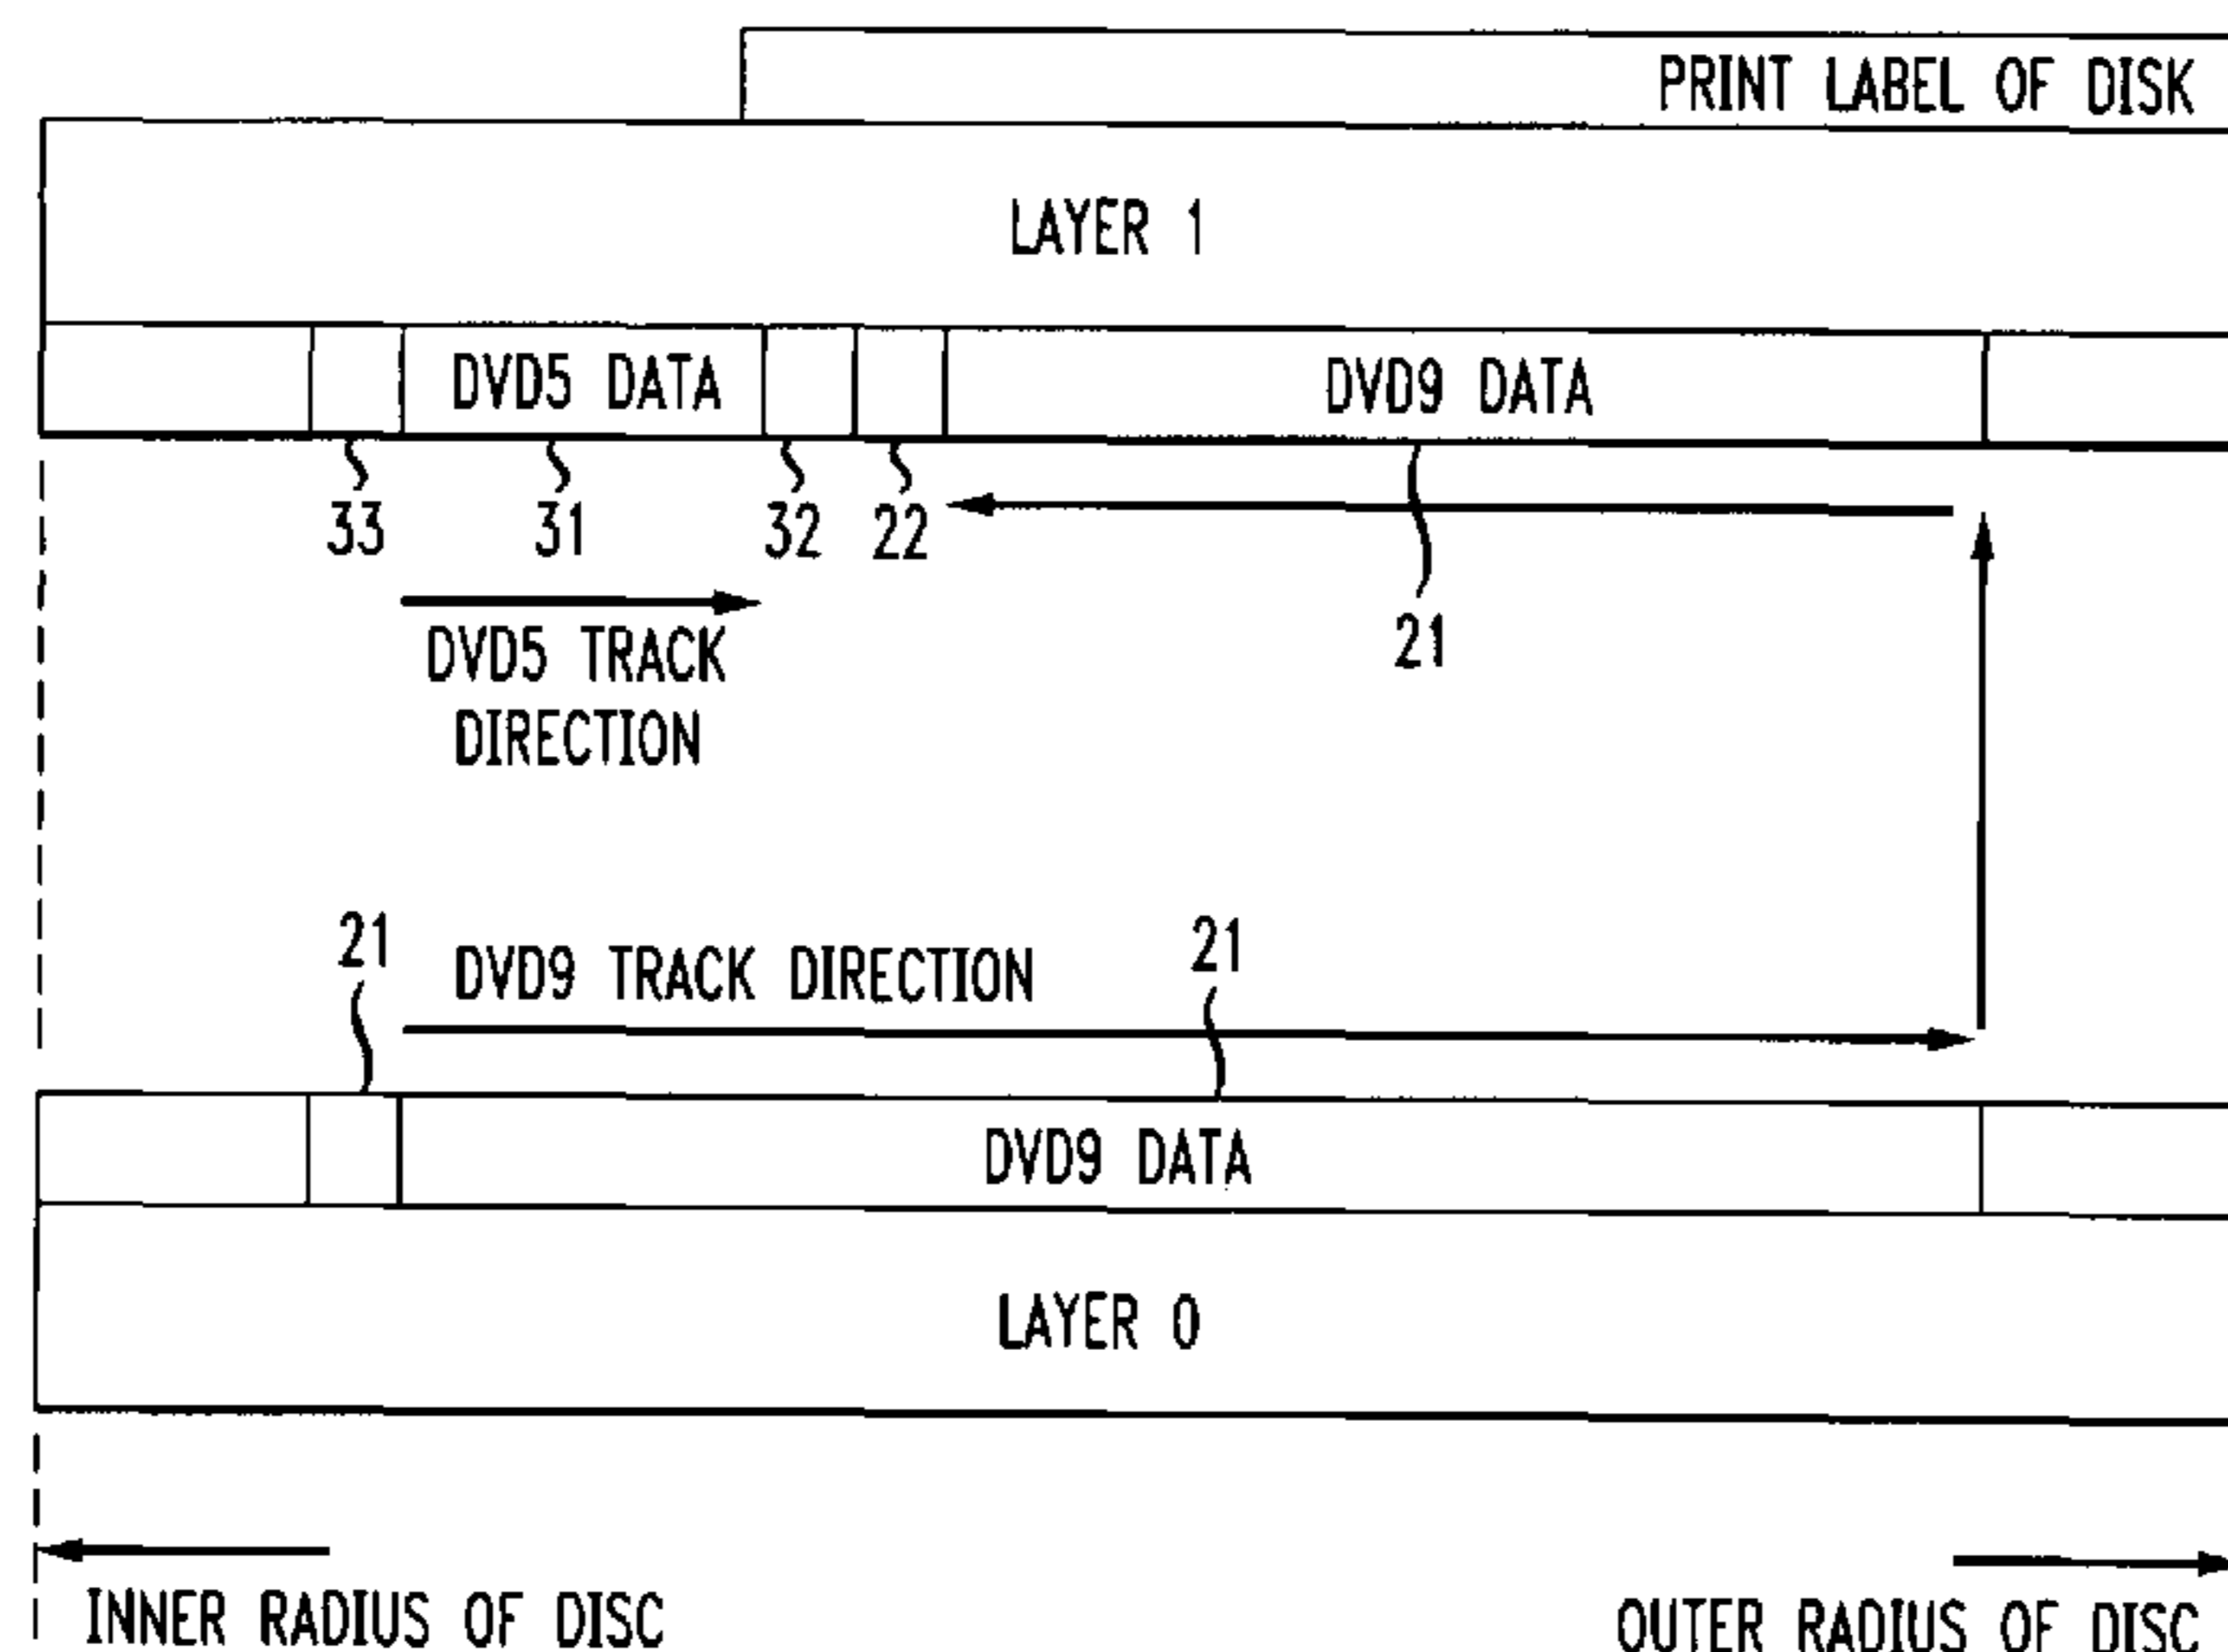 PRINT LABEL OF DISK
LAYER 1
DVD5 DATA
DVD9 DATA
33
31
32
22
21
DVD5 TRACK
DIRECTION
21
DVD9 TRACK DIRECTION
21
DVD9 DATA
LAYER 0
INNER RADIUS OF DISC
OUTER RADIUS OF DISC